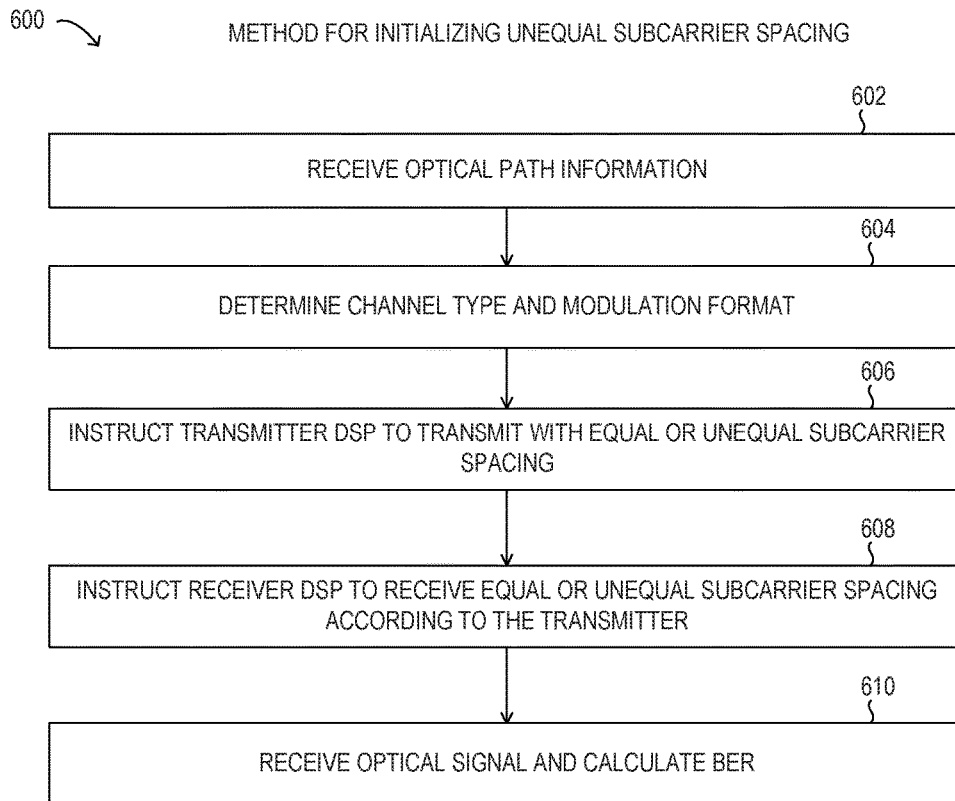 600
METHOD FOR INITIALIZING UNEQUAL SUBCARRIER SPACING
602
RECEIVE OPTICAL PATH INFORMATION
604
DETERMINE CHANNEL TYPE AND MODULATION FORMAT
606
INSTRUCT TRANSMITTER DSP TO TRANSMIT WITH EQUAL OR UNEQUAL SUBCARRIER
SPACING
608
INSTRUCT RECEIVER DSP TO RECEIVE EQUAL OR UNEQUAL SUBCARRIER SPACING
ACCORDING TO THE TRANSMITTER
610
RECEIVE OPTICAL SIGNAL AND CALCULATE BER